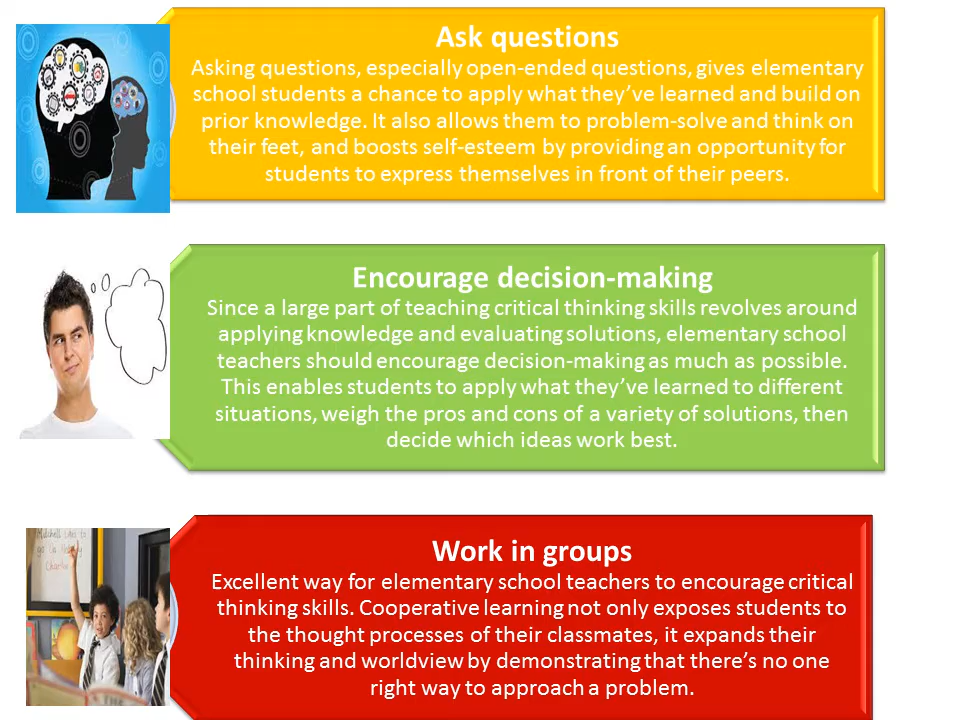 Ask questions
Asking questions, especially open-ended questions, gives elementary
school students a chance to apply what they’ve learned and build on
prior knowledge. It also allows them to problem-solve and think on
their feet, and boosts self-esteem by providing an opportunity for
students to express themselves in front of their peers.
Encourage decision-making
Since a large part of teaching critical thinking skills revolves around
applying knowledge and evaluating solutions, elementary school
teachers should encourage decision-making as much as possible.
This enables students to apply what they’ve learned to different
situations, weigh the pros and cons of a variety of solutions, then
decide which ideas work best.
Work in groups
Excellent way for elementary school teachers to encourage critical
thinking skills. Cooperative learning not only exposes students to
the thought processes of their classmates, it expands their
thinking and worldview by demonstrating that there’s no one
right way to approach a problem.